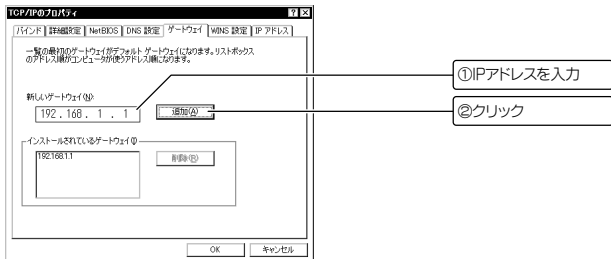 TCP/IPのプロパティ
バインド 詳細設定 NetBIOS DNS 設定 ゲートウェイ WINS 設定 IP アドレス
一覧の最初のゲートウェイがデフォルト ゲートウェイになります。リストボックス
のアドレス順がコンピュータが使うアドレス順になります。
①IPアドレスを入力
新しいゲートウェイ(N):
192.168. 1 . 1
追加(A)
②クリック
インストールされているゲートウェイ(I)
192.168.1.1
削除(R)
OK キャンセル